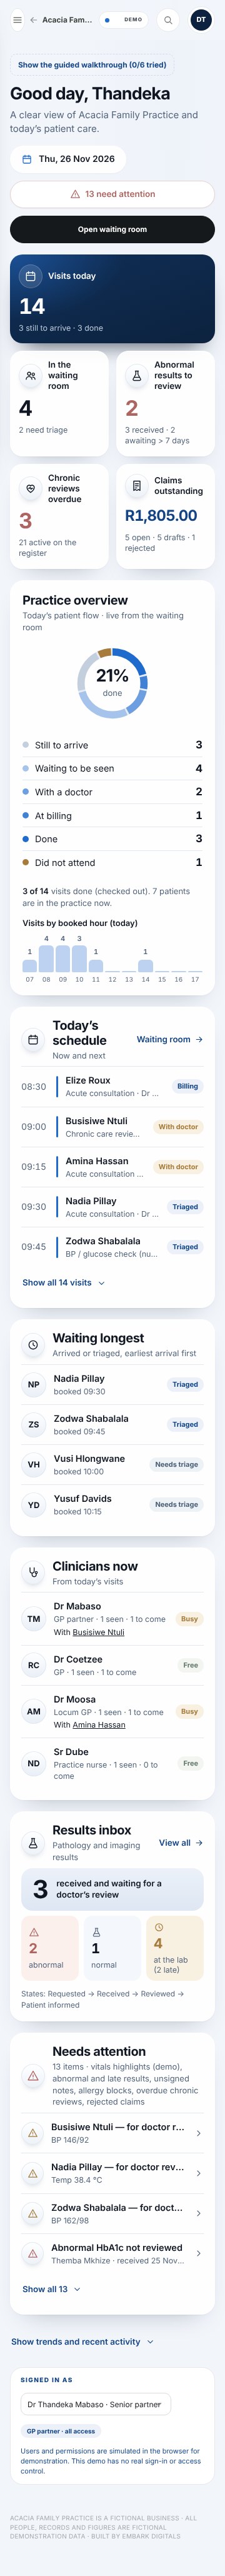 Acacia Fam...
DEMO
DT
Show the guided walkthrough (0/6 tried)
Good day, Thandeka
A clear view of Acacia Family Practice and
today's patient care.
Thu, 26 Nov 2026
13 need attention
Open waiting room
Visits today
14
3 still to arrive · 3 done
In the
waiting
room
4
2 need triage
Abnormal
results to
review
2
3 received · 2
awaiting > 7 days
Chronic
reviews
overdue
3
21 active on the
register
Claims
outstanding
R1,805.00
5 open · 5 drafts · 1
rejected
Practice overview
Today's patient flow · live from the waiting
room
21%
done
Still to arrive 3
Waiting to be seen 4
With a doctor 2
At billing 1
Done 3
Did not attend 1
3 of 14 visits done (checked out). 7 patients
are in the practice now.
Visits by booked hour (today)
1 4 4 3 1 1
07 08 09 10 11 12 13 14 15 16 17
Today's
schedule
Now and next
Waiting room →
08:30 Elize Roux
Acute consultation · Dr ...
Billing
09:00 Busisiwe Ntuli
Chronic care revie...
With doctor
09:15 Amina Hassan
Acute consultation ...
With doctor
09:30 Nadia Pillay
Acute consultation · Dr ...
Triaged
09:45 Zodwa Shabalala
BP / glucose check (nu...
Triaged
Show all 14 visits
Waiting longest
Arrived or triaged, earliest arrival first
NP Nadia Pillay
booked 09:30
Triaged
ZS Zodwa Shabalala
booked 09:45
Triaged
VH Vusi Hlongwane
booked 10:00
Needs triage
YD Yusuf Davids
booked 10:15
Needs triage
Clinicians now
From today's visits
TM Dr Mabaso
GP partner · 1 seen · 1 to come
With Busisiwe Ntuli
Busy
RC Dr Coetzee
GP · 1 seen · 1 to come
Free
AM Dr Moosa
Locum GP · 1 seen · 1 to come
With Amina Hassan
Busy
ND Sr Dube
Practice nurse · 1 seen · 0 to
come
Free
Results inbox
Pathology and imaging
results
View all →
3 received and waiting for a
doctor's review
2
abnormal
1
normal
4
at the lab
(2 late)
States: Requested → Received → Reviewed →
Patient informed
Needs attention
13 items · vitals highlights (demo),
abnormal and late results, unsigned
notes, allergy blocks, overdue chronic
reviews, rejected claims
Busisiwe Ntuli — for doctor r...
BP 146/92
Nadia Pillay — for doctor rev...
Temp 38.4 °C
Zodwa Shabalala — for doct...
BP 162/98
Abnormal HbA1c not reviewed
Themba Mkhize · received 25 Nov...
Show all 13
Show trends and recent activity
SIGNED IN AS
Dr Thandeka Mabaso · Senior partner
GP partner · all access
Users and permissions are simulated in the browser for
demonstration. This demo has no real sign-in or access
control.
ACACIA FAMILY PRACTICE IS A FICTIONAL BUSINESS · ALL
PEOPLE, RECORDS AND FIGURES ARE FICTIONAL
DEMONSTRATION DATA · BUILT BY EMBARK DIGITALS